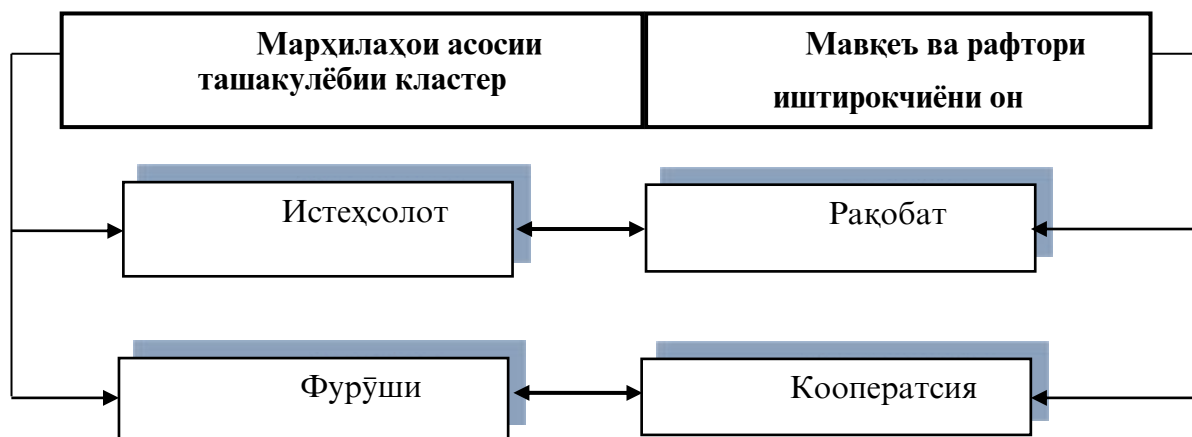 Марҳилаҳои асосии
ташакулёбии кластер
Мавқеъ ва рафтори
иштирокчиёни он
Истеҳсолот
Рақобат
Фурӯши
Кооператсия